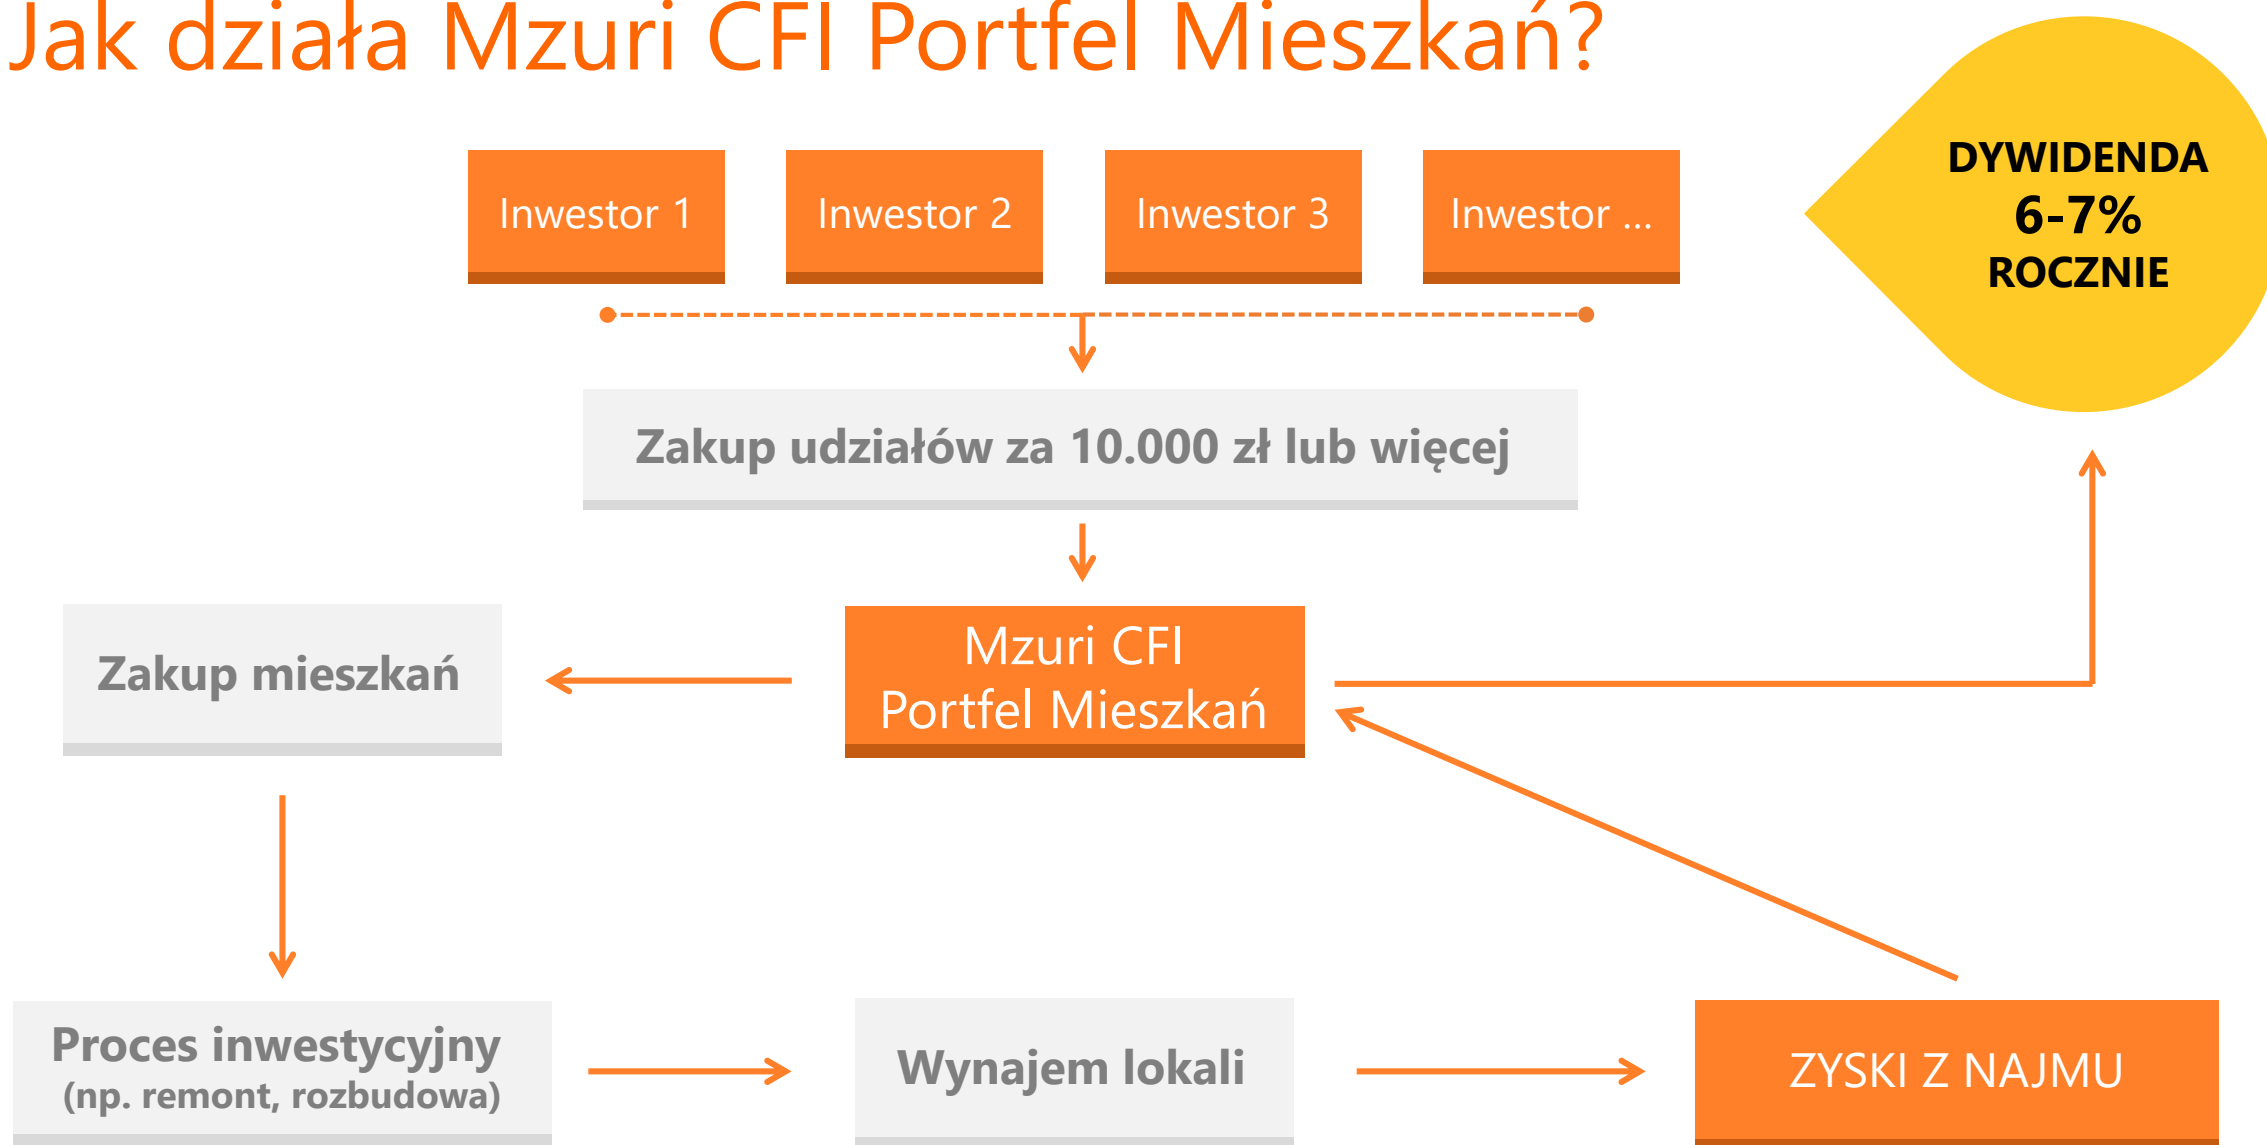 Jak działa Mzuri CFI Portfel Mieszkań?
Inwestor 1
Inwestor 2
Inwestor 3
Inwestor ...
DYWIDENDA
6-7%
ROCZNIE
Zakup udziałów za 10.000 zł lub więcej
Zakup mieszkań
Mzuri CFI
Portfel Mieszkań
Proces inwestycyjny
(np. remont, rozbudowa)
Wynajem lokali
ZYSKI Z NAJMU